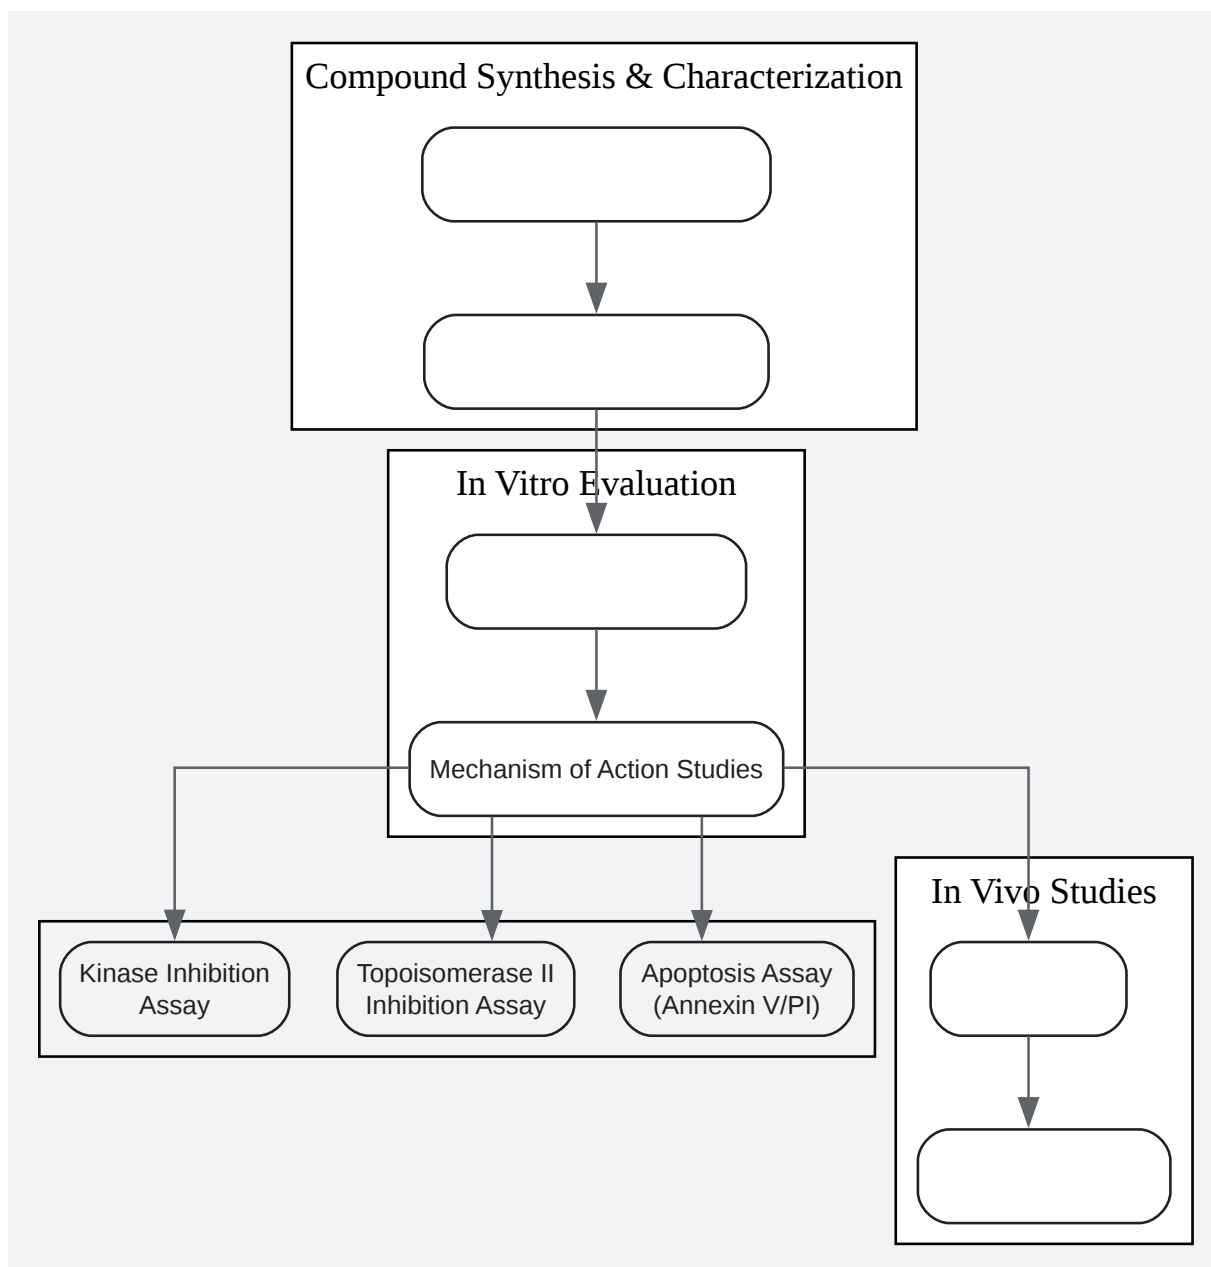 Compound Synthesis & Characterization
In Vitro Evaluation
Mechanism of Action Studies
In Vivo Studies
Kinase Inhibition
Assay
Topoisomerase II
Inhibition Assay
Apoptosis Assay
(Annexin V/PI)